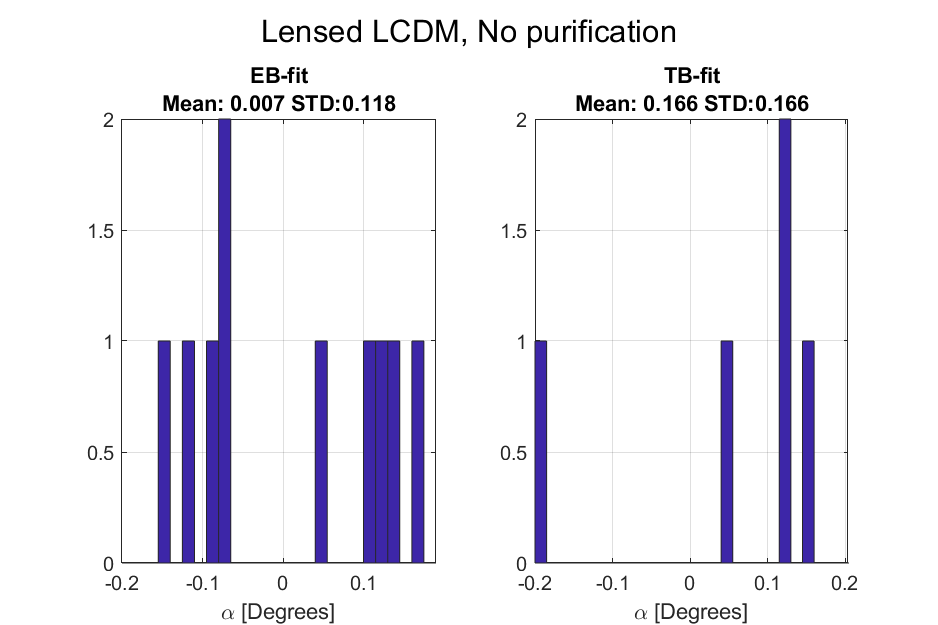 Lensed LCDM, No purification
EB-fit
Mean: 0.007 STD:0.118
2
1.5
1
0.5
0
-0.2
-0.1
0
0.1
α [Degrees]
TB-fit
Mean: 0.166 STD:0.166
2
1.5
1
0.5
0
-0.2
-0.1
0
0.1
0.2
α [Degrees]